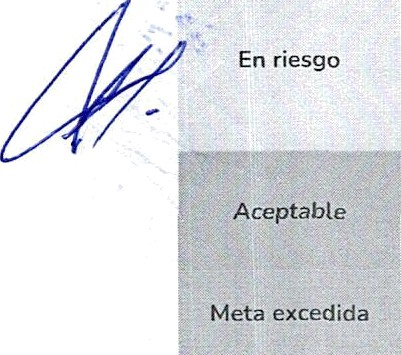 En riesgo
Aceptable
Meta excedida